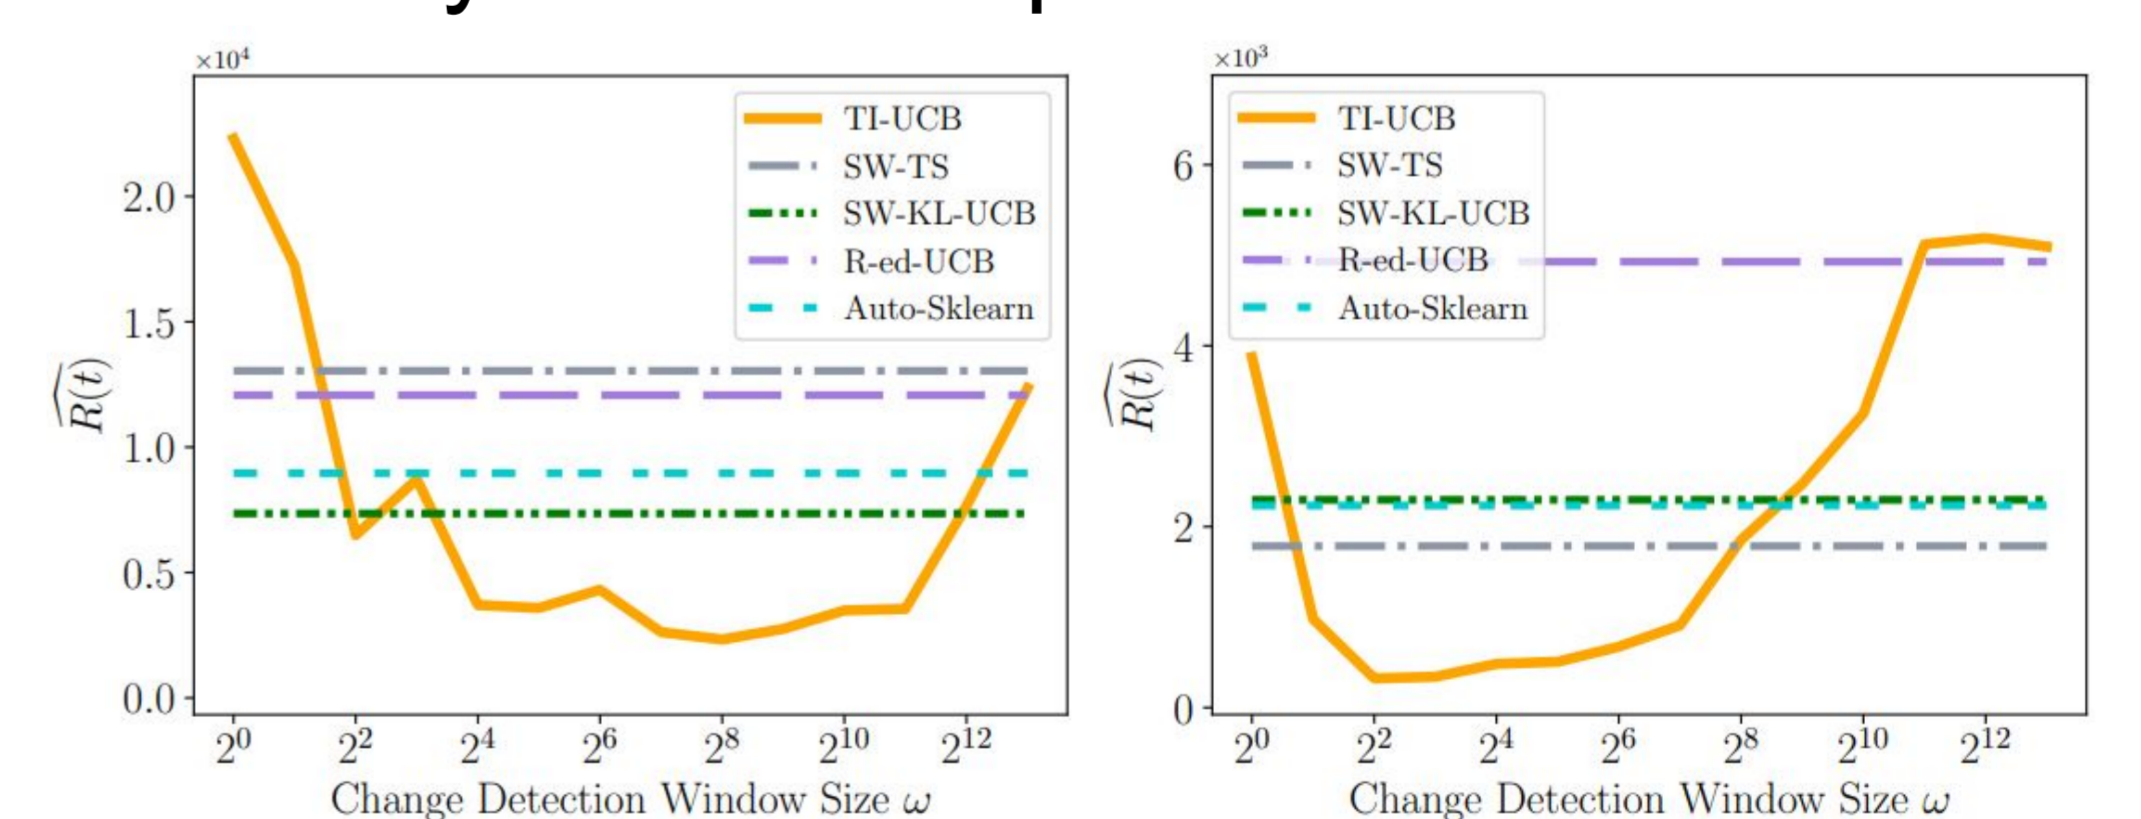 ×10⁴
2.0
1.5
1.0
0.5
0.0
R(t)
TI-UCB
SW-TS
SW-KL-UCB
R-ed-UCB
Auto-Sklearn
2⁰ 2² 2⁴ 2⁶ 2⁸ 2¹⁰ 2¹²
Change Detection Window Size ω
×10³
6
4
2
0
R(t)
TI-UCB
SW-TS
SW-KL-UCB
R-ed-UCB
Auto-Sklearn
2⁰ 2² 2⁴ 2⁶ 2⁸ 2¹⁰ 2¹²
Change Detection Window Size ω